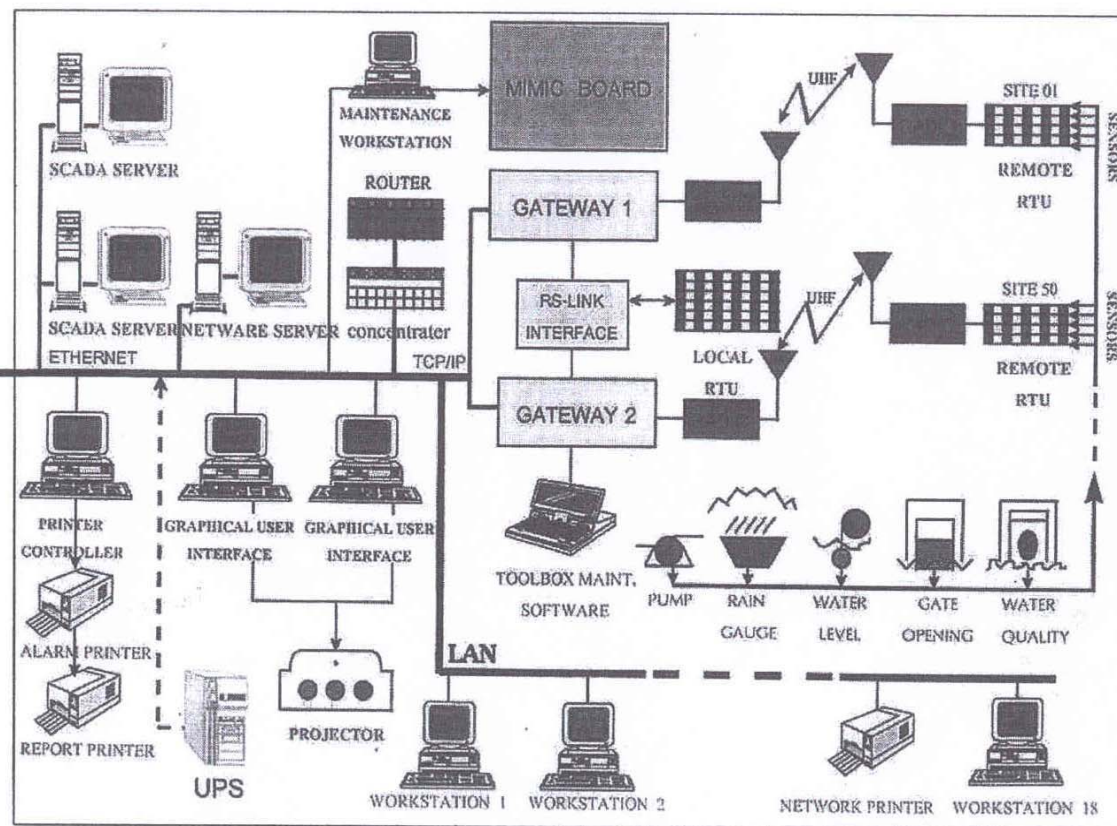 SCADA SERVER
MAINTENANCE
WORKSTATION
MIMIC BOARD
UHF
SITE 01
REMOTE
RTU
SENSORS
ROUTER
GATEWAY 1
SCADA SERVER
NETWARE SERVER
concentrater
RS-LINK
INTERFACE
LOCAL
RTU
UHF
SITE 50
REMOTE
RTU
SENSORS
ETHERNET
TCP/IP
GATEWAY 2
PRINTER
CONTROLLER
GRAPHICAL USER
INTERFACE
GRAPHICAL USER
INTERFACE
TOOLBOX MAINT.
SOFTWARE
PUMP
RAIN
GAUGE
WATER
LEVEL
GATE
OPENING
WATER
QUALITY
ALARM PRINTER
REPORT PRINTER
UPS
PROJECTOR
LAN
WORKSTATION 1
WORKSTATION 2
NETWORK PRINTER
WORKSTATION 18